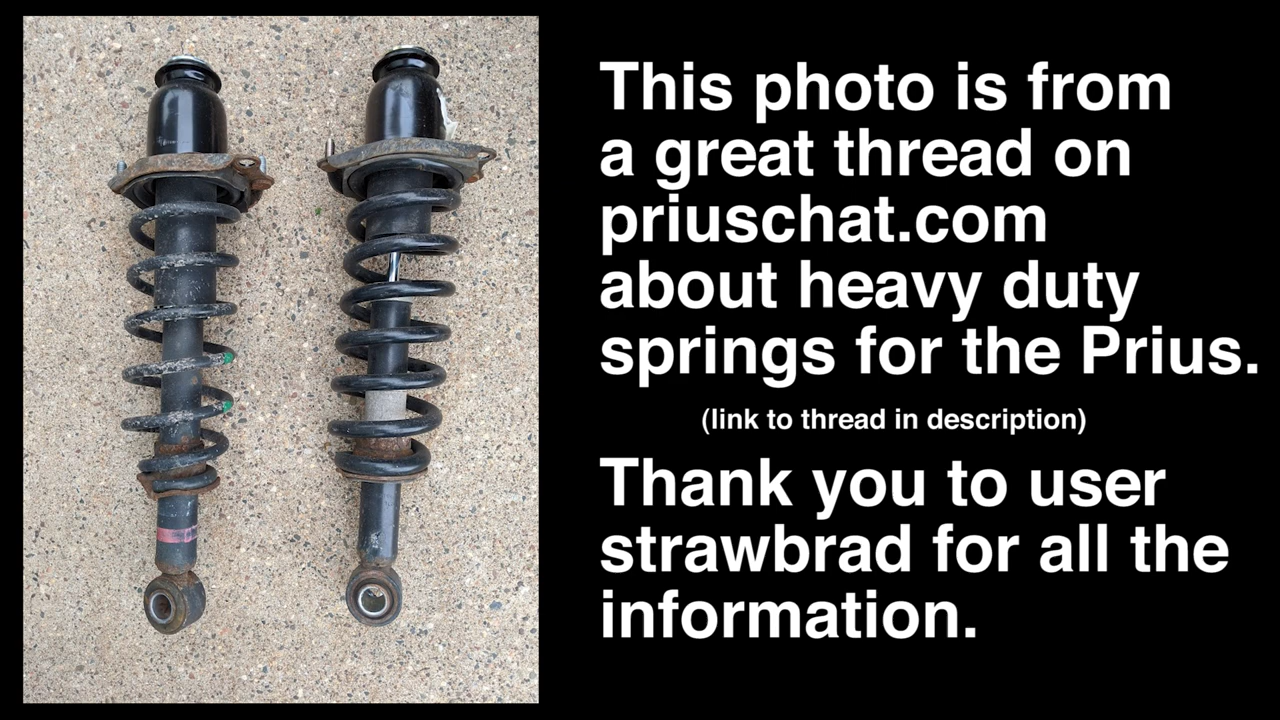 This photo is from
a great thread on
priuschat.com
about heavy duty
springs for the Prius.
(link to thread in description)
Thank you to user
strawbrad for all the
information.